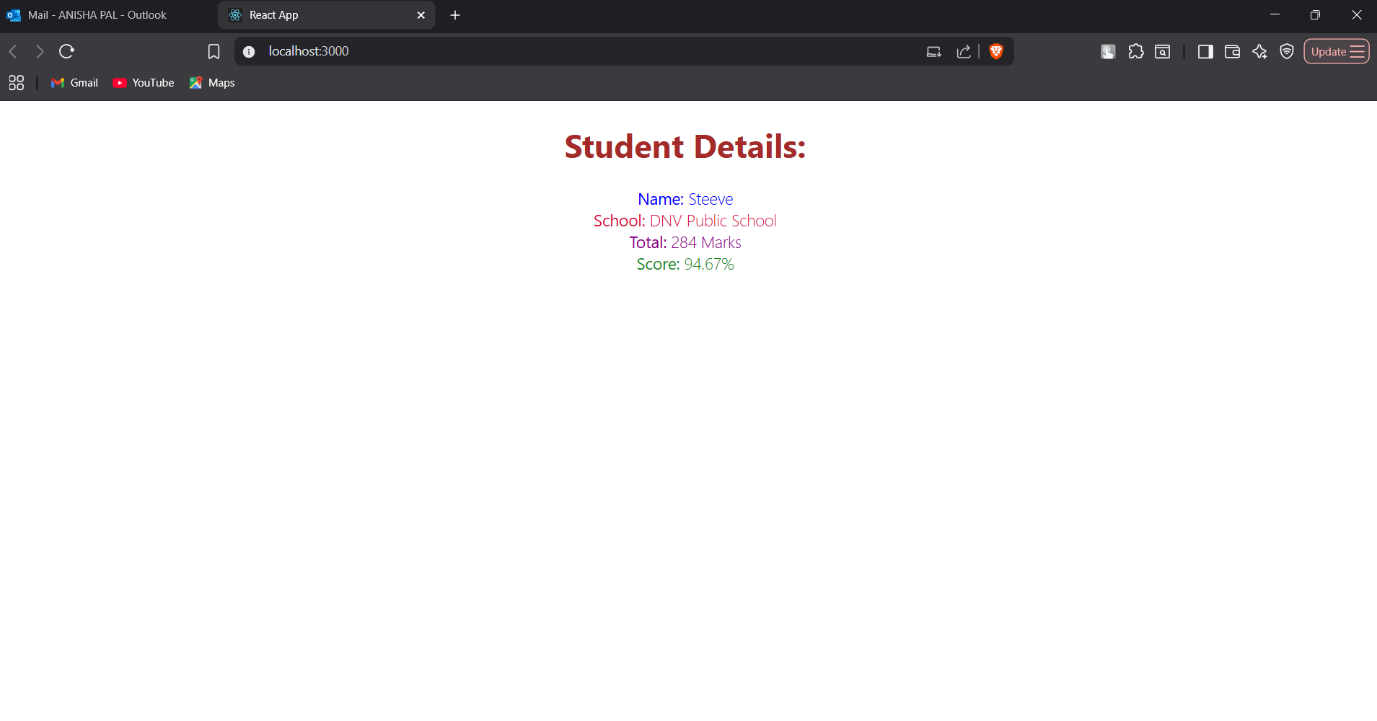 Mail - ANISHA PAL - Outlook
React App
localhost:3000
Update
Gmail
YouTube
Maps
Student Details:
Name: Steeve
School: DNV Public School
Total: 284 Marks
Score: 94.67%